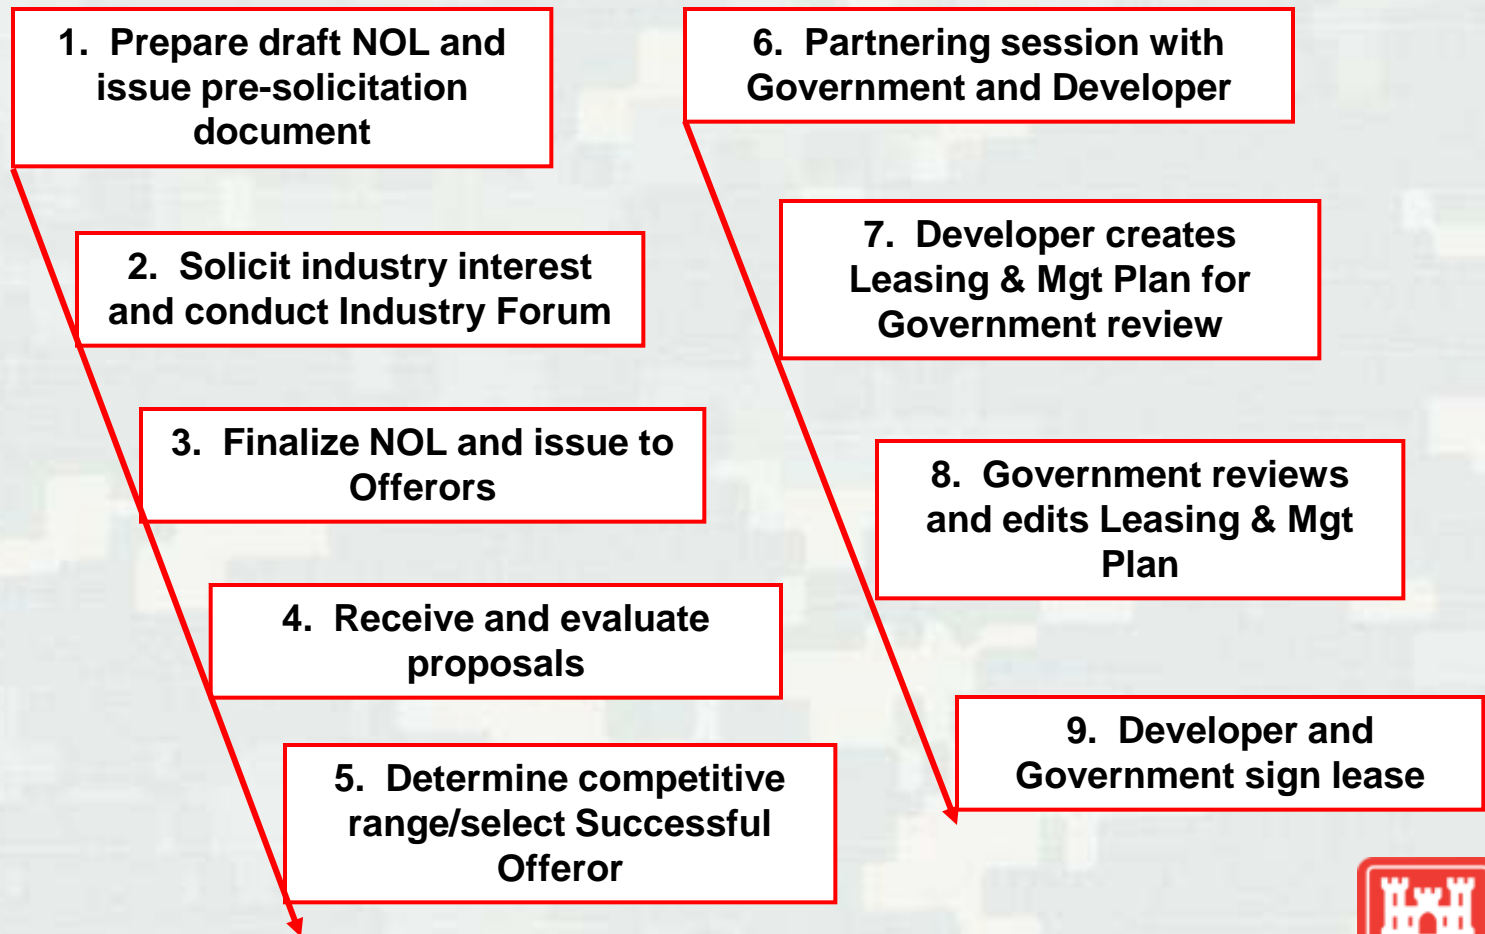 1. Prepare draft NOL and
issue pre-solicitation
document
2. Solicit industry interest
and conduct Industry Forum
3. Finalize NOL and issue to
Offerors
4. Receive and evaluate
proposals
5. Determine competitive
range/select Successful
Offeror
6. Partnering session with
Government and Developer
7. Developer creates
Leasing & Mgt Plan for
Government review
8. Government reviews
and edits Leasing & Mgt
Plan
9. Developer and
Government sign lease